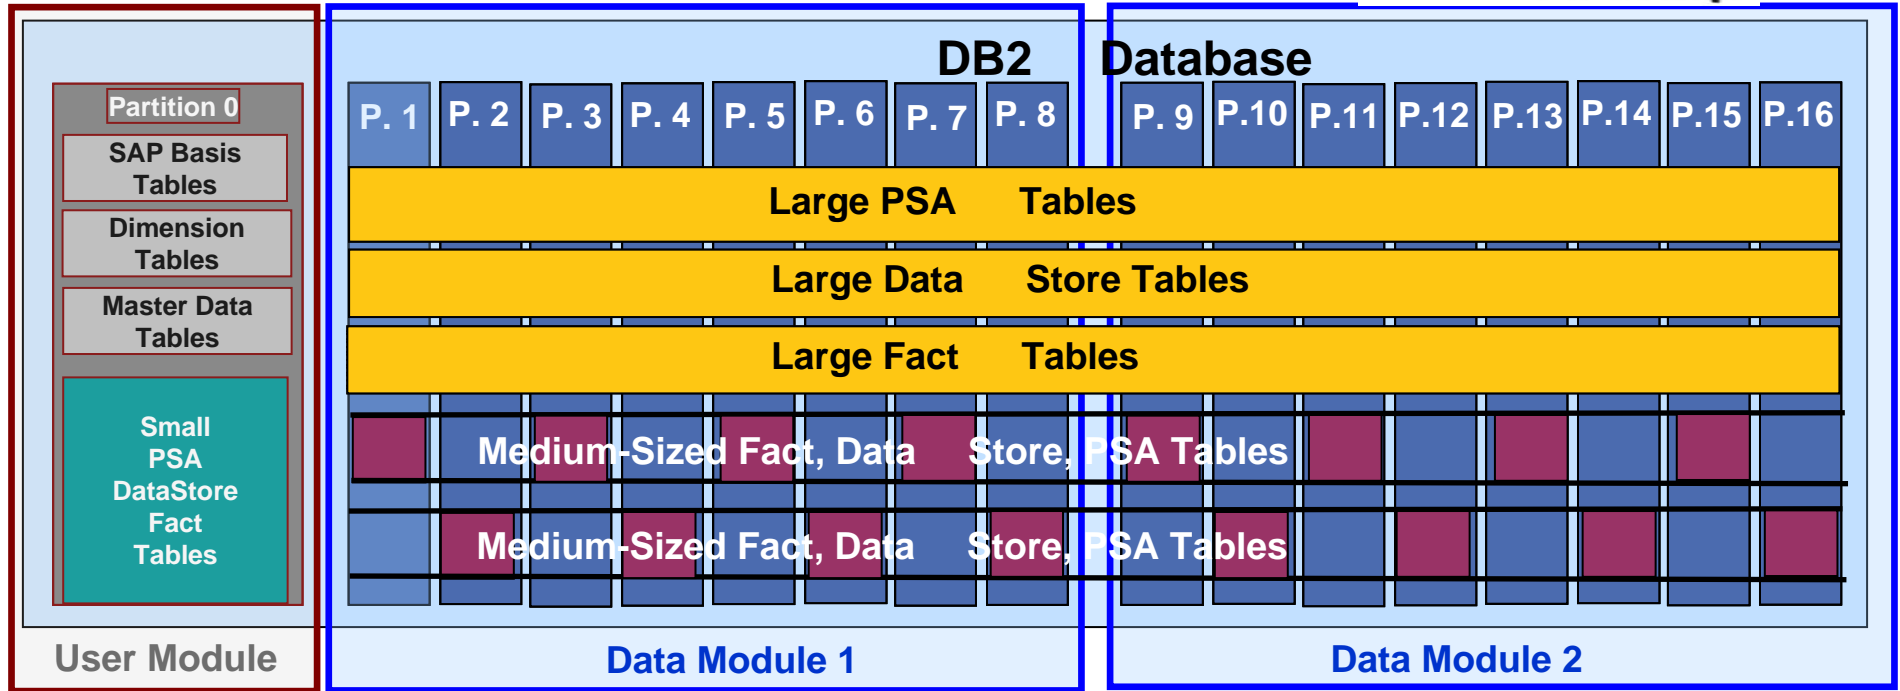 DB2 Database
Partition 0
SAP Basis
Tables
Dimension
Tables
Master Data
Tables
Small
PSA
DataStore
Fact
Tables
User Module
P. 1 P. 2 P. 3 P. 4 P. 5 P. 6 P. 7 P. 8 P. 9 P.10 P.11 P.12 P.13 P.14 P.15 P.16
Large PSA Tables
Large Data Store Tables
Large Fact Tables
Medium-Sized Fact, Data Store, PSA Tables
Medium-Sized Fact, Data Store, PSA Tables
Data Module 1
Data Module 2